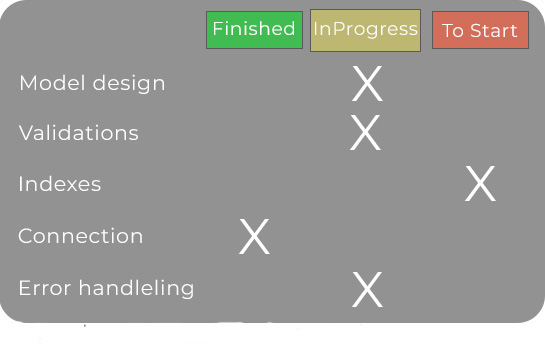 Finished InProgress To Start
Model design X
Validations X
Indexes X
Connection X
Error handleling X